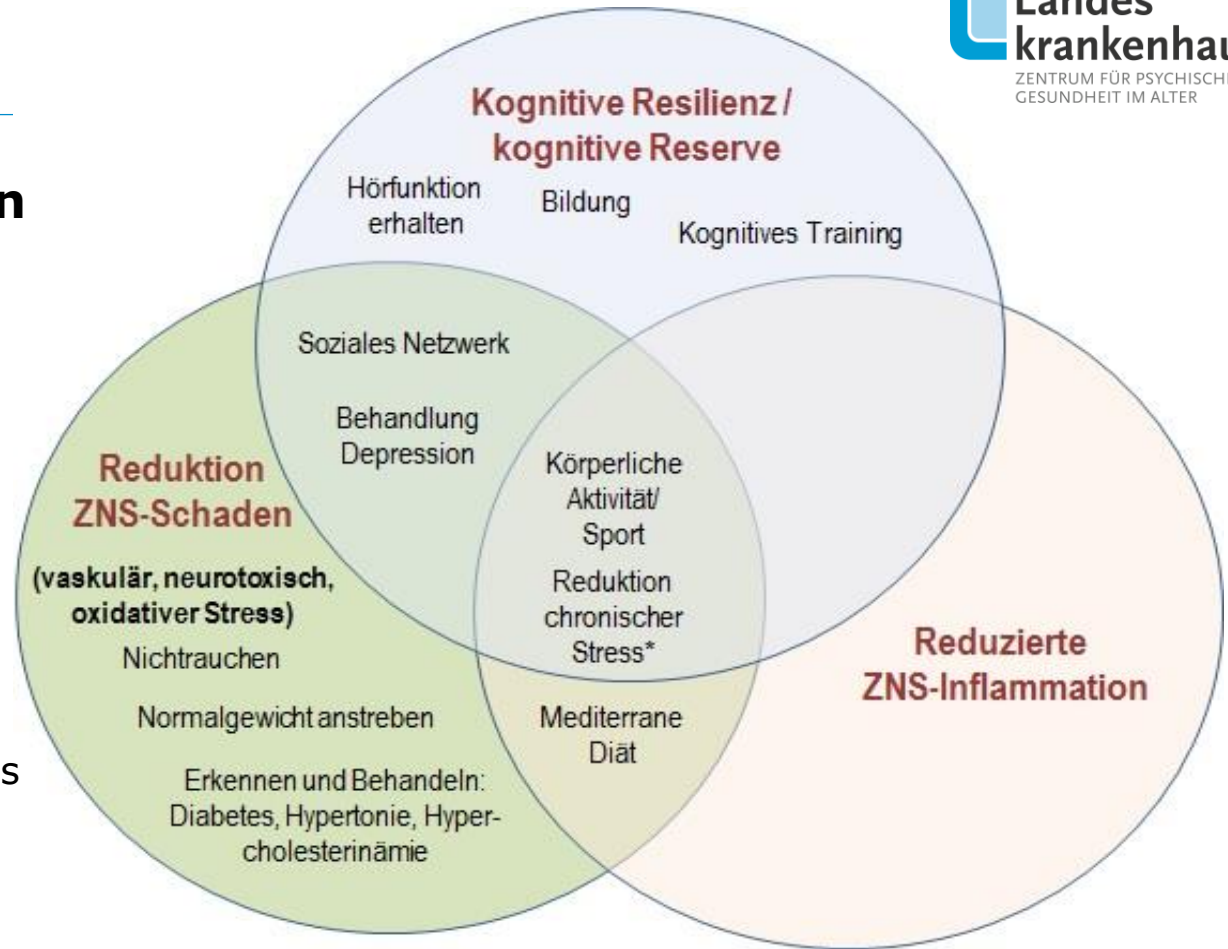 Landes
krankenhau
ZENTRUM FÜR PSYCHISCH
GESUNDHEIT IM ALTER
n
s
Kognitive Resilienz /
kognitive Reserve
Hörfunktion
erhalten
Bildung
Kognitives Training
Soziales Netzwerk
Behandlung
Depression
Reduktion
ZNS-Schaden
(vaskulär, neurotoxisch,
oxidativer Stress)
Nichtrauchen
Normalgewicht anstreben
Erkennen und Behandeln:
Diabetes, Hypertonie, Hyper-
cholesterinämie
Körperliche
Aktivität/
Sport
Reduktion
chronischer
Stress*
Mediterrane
Diät
Reduzierte
ZNS-Inflammation